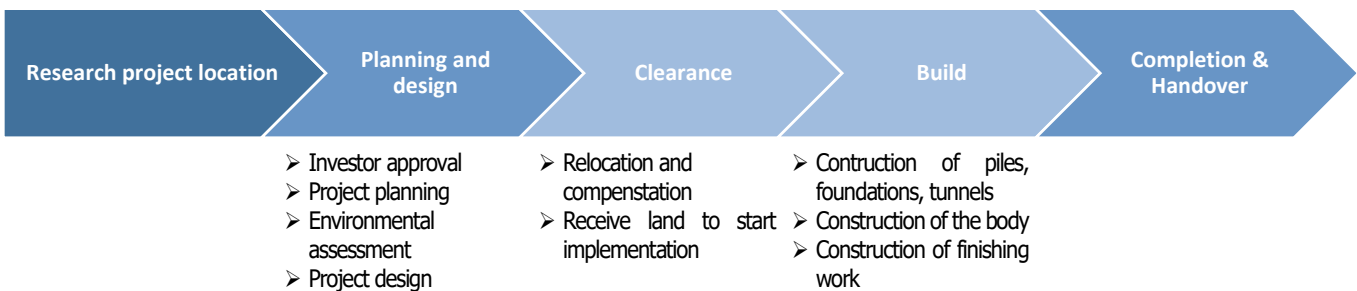 Research project location
Planning and
design
Clearance
Build
Completion &
Handover
➢ Investor approval
➢ Project planning
➢ Environmental
assessment
➢ Project design
➢ Relocation and
compenstation
➢ Receive land to start
implementation
➢ Contruction of piles,
foundations, tunnels
➢ Construction of the body
➢ Construction of finishing
work